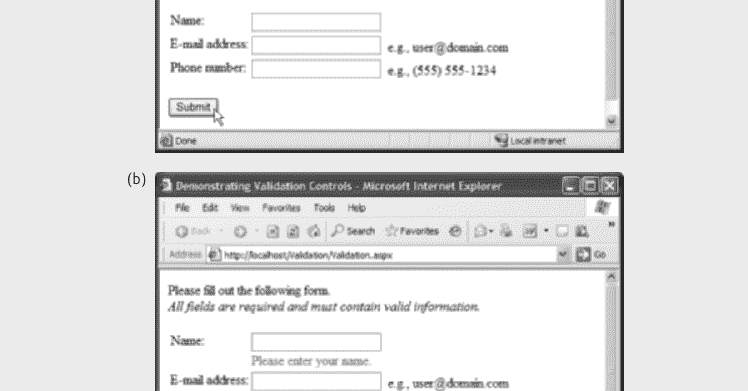 Name:
E-mail address: e.g., user@domain.com
Phone number: e.g., (555) 555-1234
Submit
Done Local intranet
(b)
Demonstrating Validation Controls - Microsoft Internet Explorer
File Edit View Favorites Tools Help
Back Search Favorites »
Address http://localhost/Validation/Validation.aspx Go
Please fill out the following form.
All fields are required and must contain valid information.
Name:
Please enter your name.
E-mail address: e.g., user@domain.com